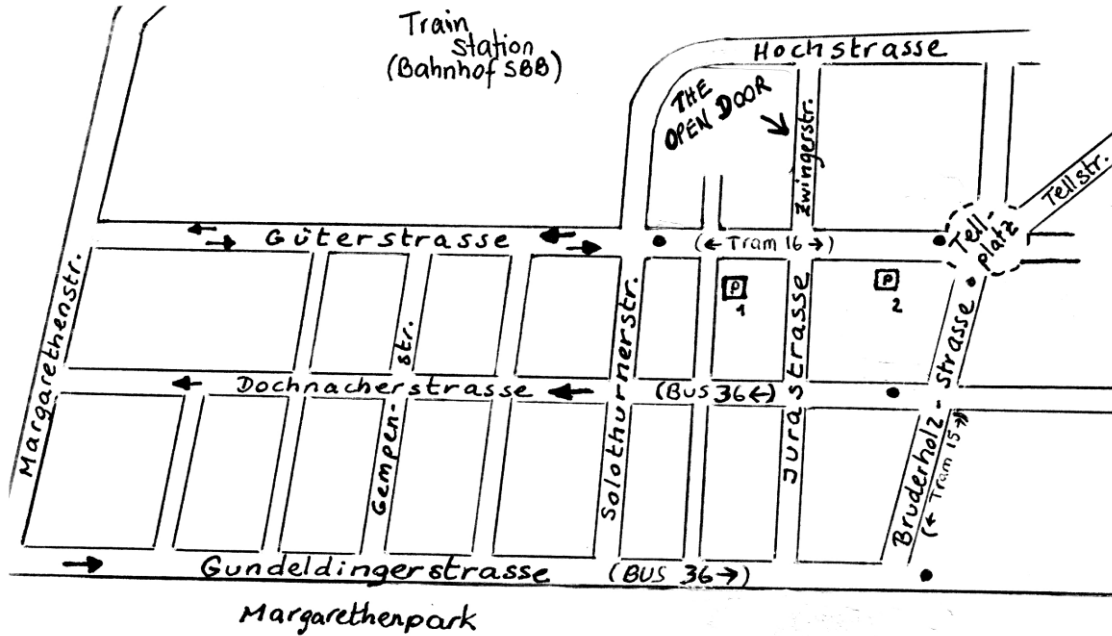 Train
station
(Bahnhof SBB)
Hochstrasse
THE
OPEN DOOR
Zwingerstr.
Tellstr.
Tell-
platz
Güterstrasse
(← Tram 16 →)
P
1
P
2
Margarethenstr.
Gempen-
str.
Solothurnerstr.
Jurastrasse
Bruderholz-
strasse
(← Tram 15 →)
Dochnacherstrasse
(BUS 36 ←)
Gundeldingerstrasse
(BUS 36 →)
Margarethenpark